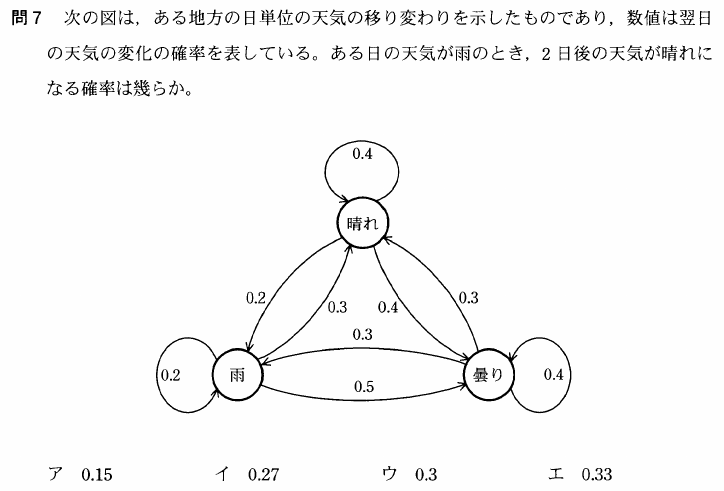 問7 次の図は,ある地方の日単位の天気の移り変わりを示したものであり,数値は翌日
の天気の変化の確率を表している。ある日の天気が雨のとき,2日後の天気が晴れに
なる確率は幾らか。
0.4
晴れ
0.2
0.3
0.4
0.3
0.3
0.2
雨
曇り
0.4
0.5
ア 0.15 イ 0.27 ウ 0.3 エ 0.33